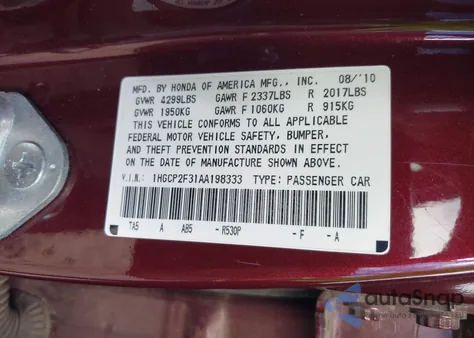 MFD. BY HONDA OF AMERICA MFG., INC. 08/'10
GVWR 4299LBS GAWR F 2337LBS R 2017LBS
GVWR 1950KG GAWR F 1060KG R 915KG
THIS VEHICLE CONFORMS TO ALL APPLICABLE
FEDERAL MOTOR VEHICLE SAFETY, BUMPER,
AND THEFT PREVENTION STANDARDS IN EFFECT
ON THE DATE OF MANUFACTURE SHOWN ABOVE.
V.I.N.: 1HGCP2F31AA198333 TYPE: PASSENGER CAR
TA5 A AB5 -R530P -F -A
autoSnap